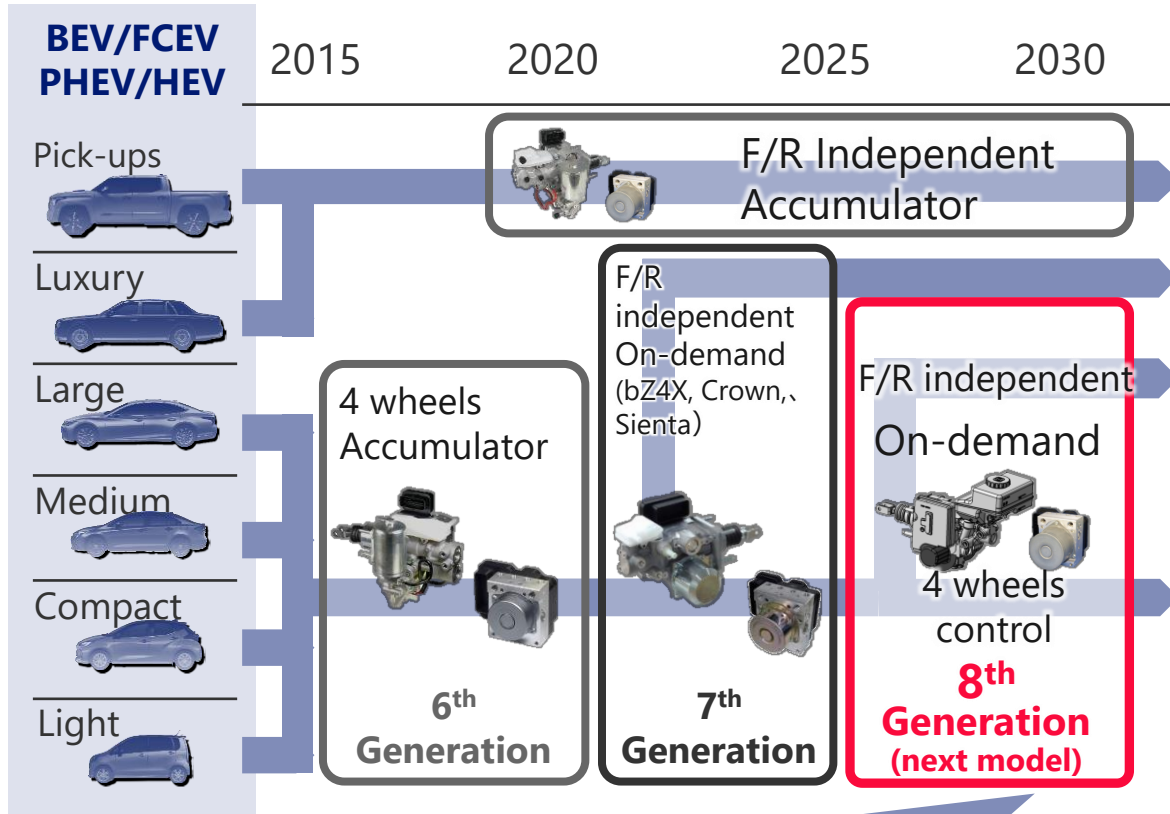 BEV/FCEV
PHEV/HEV
2015
2020
2025
2030
Pick-ups
Luxury
Large
Medium
Compact
Light
F/R Independent
Accumulator
4 wheels
Accumulator
6th
Generation
F/R
independent
On-demand
(bZ4X, Crown,、
Sienta）
7th
Generation
F/R independent
On-demand
4 wheels
control
8th
Generation
(next model)